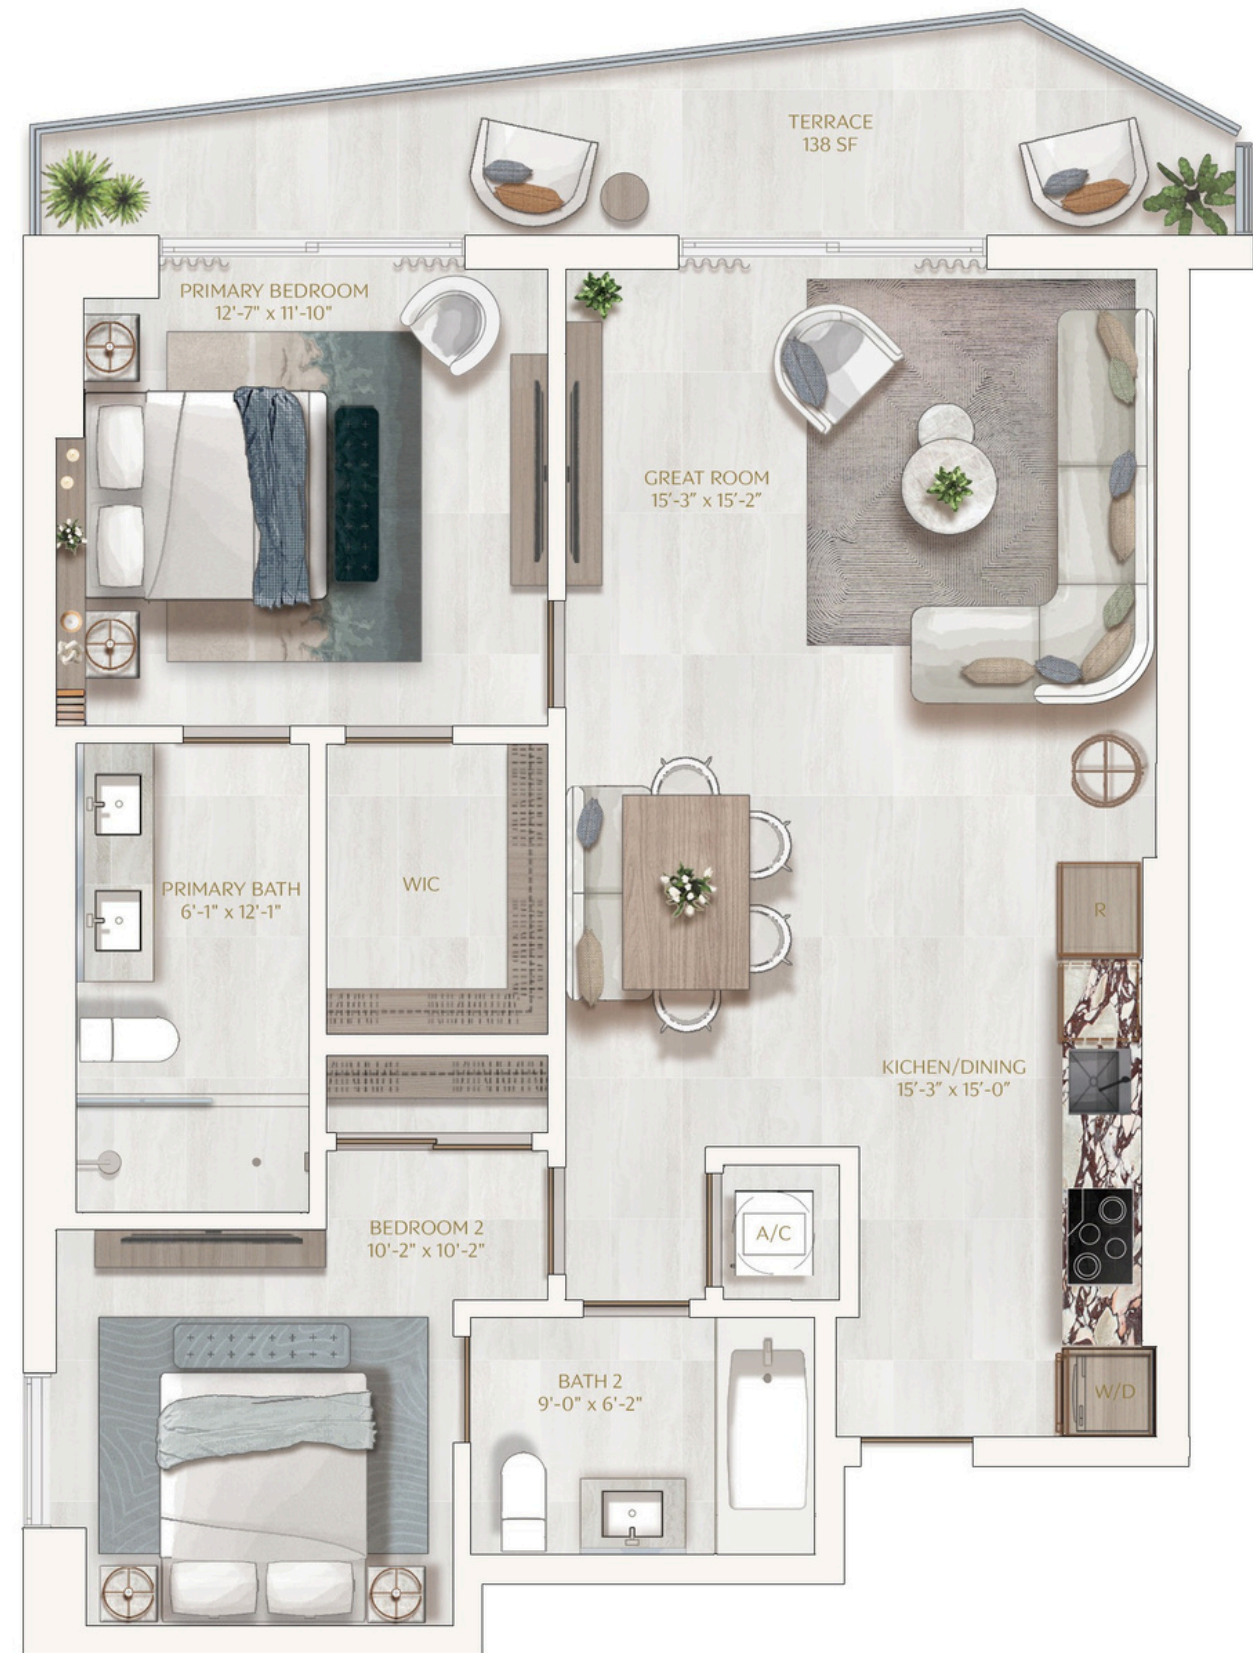 TERRACE
138 SF
PRIMARY BEDROOM
12'-7" x 11'-10"
GREAT ROOM
15'-3" x 15'-2"
PRIMARY BATH
6'-1" x 12'-1"
WIC
R
KICHEN/DINING
15'-3" x 15'-0"
BEDROOM 2
10'-2" x 10'-2"
A/C
BATH 2
9'-0" x 6'-2"
W/D